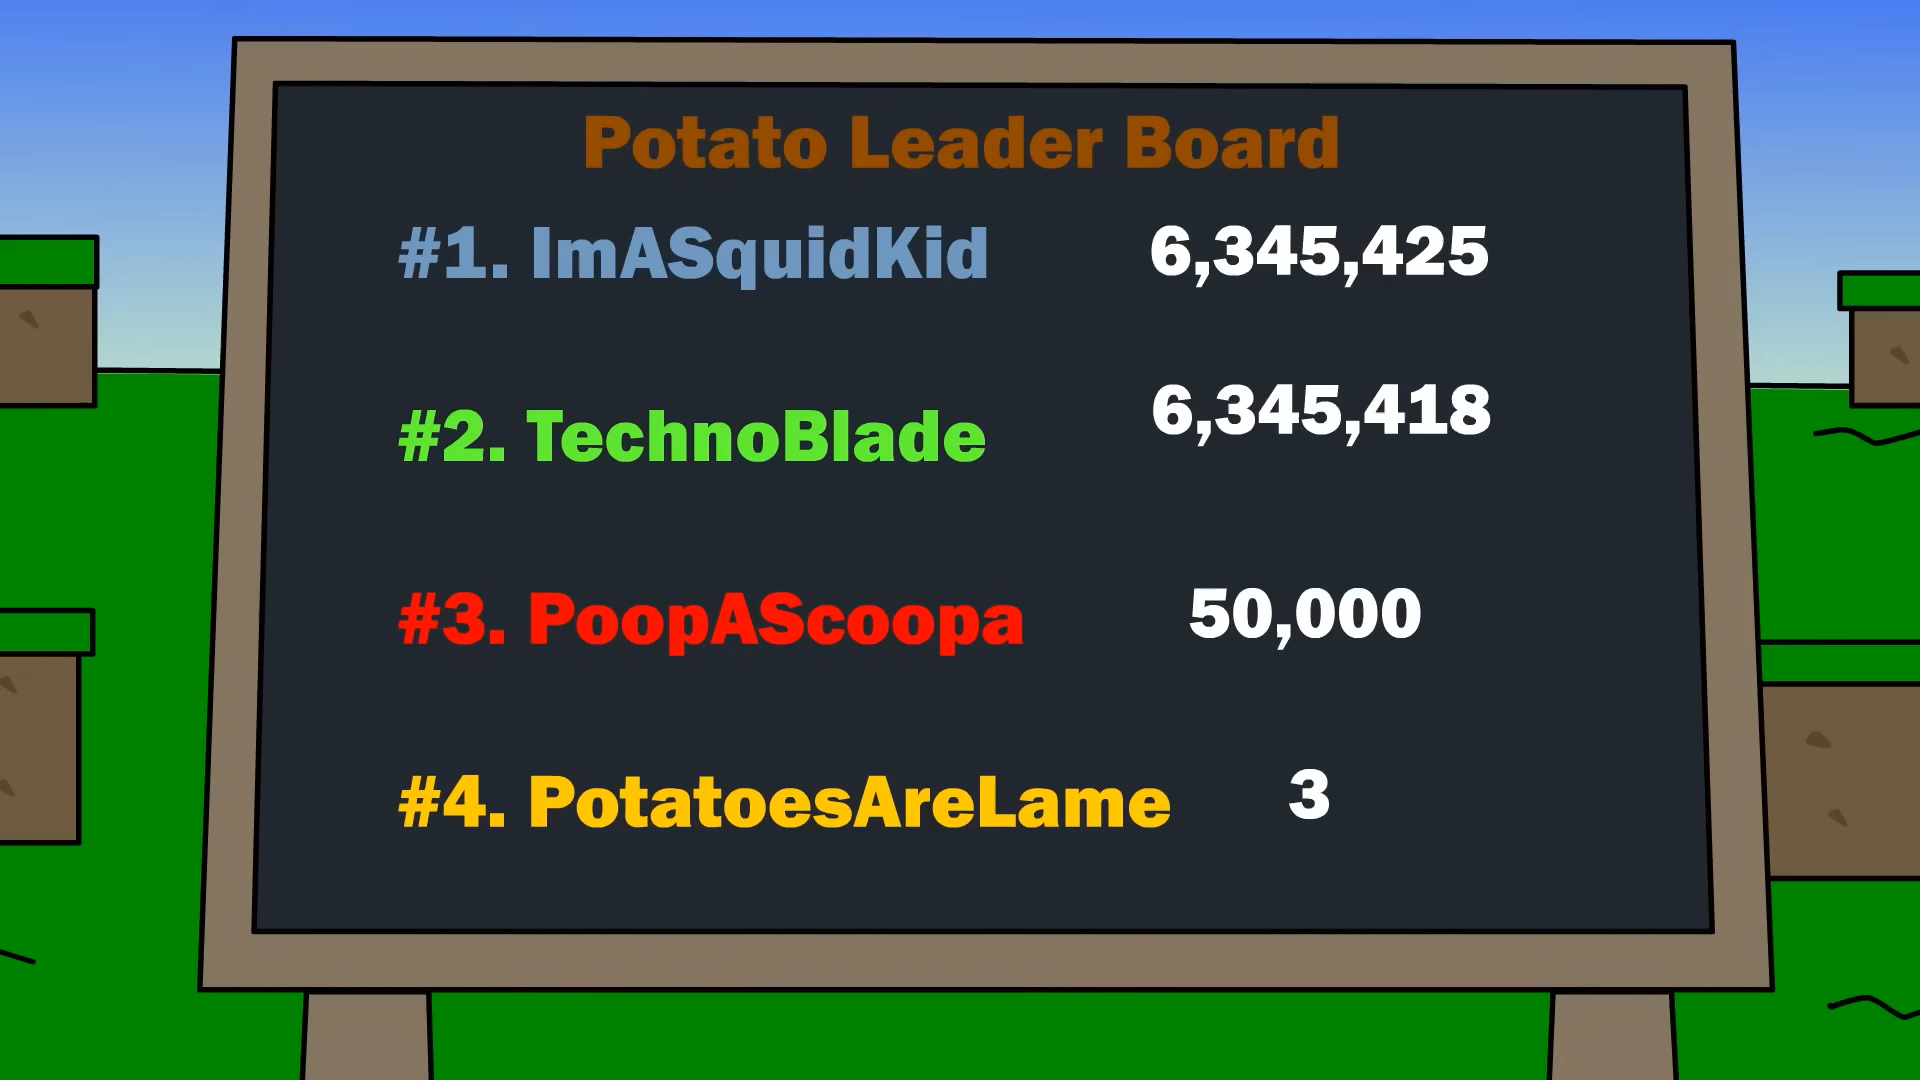 Potato Leader Board
#1. ImASquidKid 6,345,425
#2. TechnoBlade 6,345,418
#3. PoopAScoopa 50,000
#4. PotatoesAreLame 3